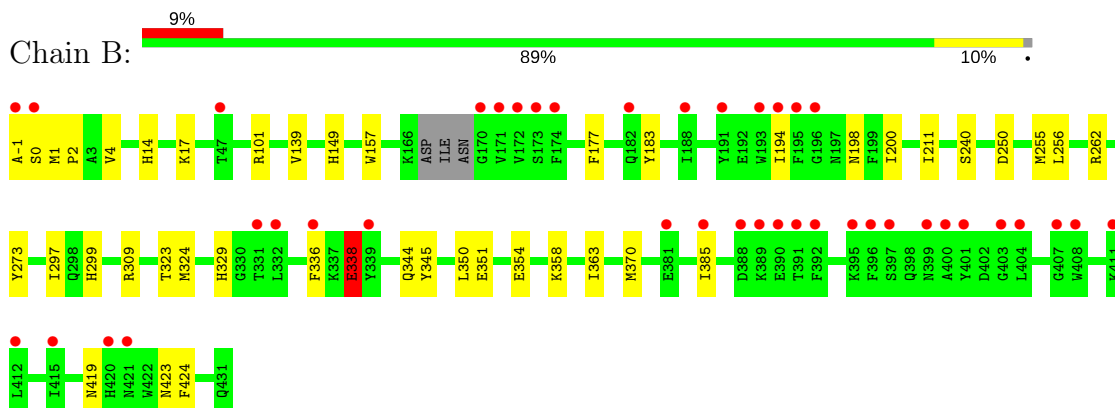 9%
Chain B:
89% 10% •
A-1 S0 M1 P2 A3 V4 H14 K17 T47 R101 V139 H149 W157 K166 ASP ILE ASN G170 V171 V172 S173 F174 F177 Q182 Y183 I188 Y191 E192 W193 I194 F195 G196 N197 N198 F199 I200 I211 S240 D250 M255 L256 R262
Y273 I297 Q298 H299 R309 T323 M324 H329 G330 T331 L332 F336 K337 E338 Y339 Q344 Y345 L350 E351 E354 K358 I363 M370 E381 I385 D388 K389 E390 T391 F392 K395 F396 S397 Q398 N399 A400 Y401 D402 G403 L404 G407 W408 K411
L412 I415 N419 H420 N421 W422 N423 F424 Q431